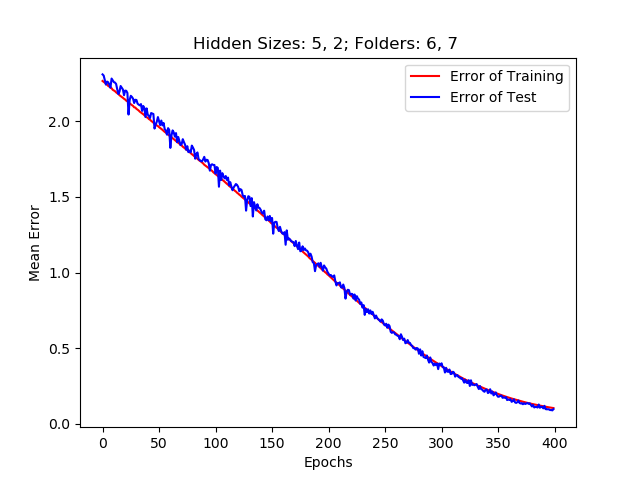 Hidden Sizes: 5, 2; Folders: 6, 7
Error of Training
Error of Test
Mean Error
2.0
1.5
1.0
0.5
0.0
0 50 100 150 200 250 300 350 400
Epochs